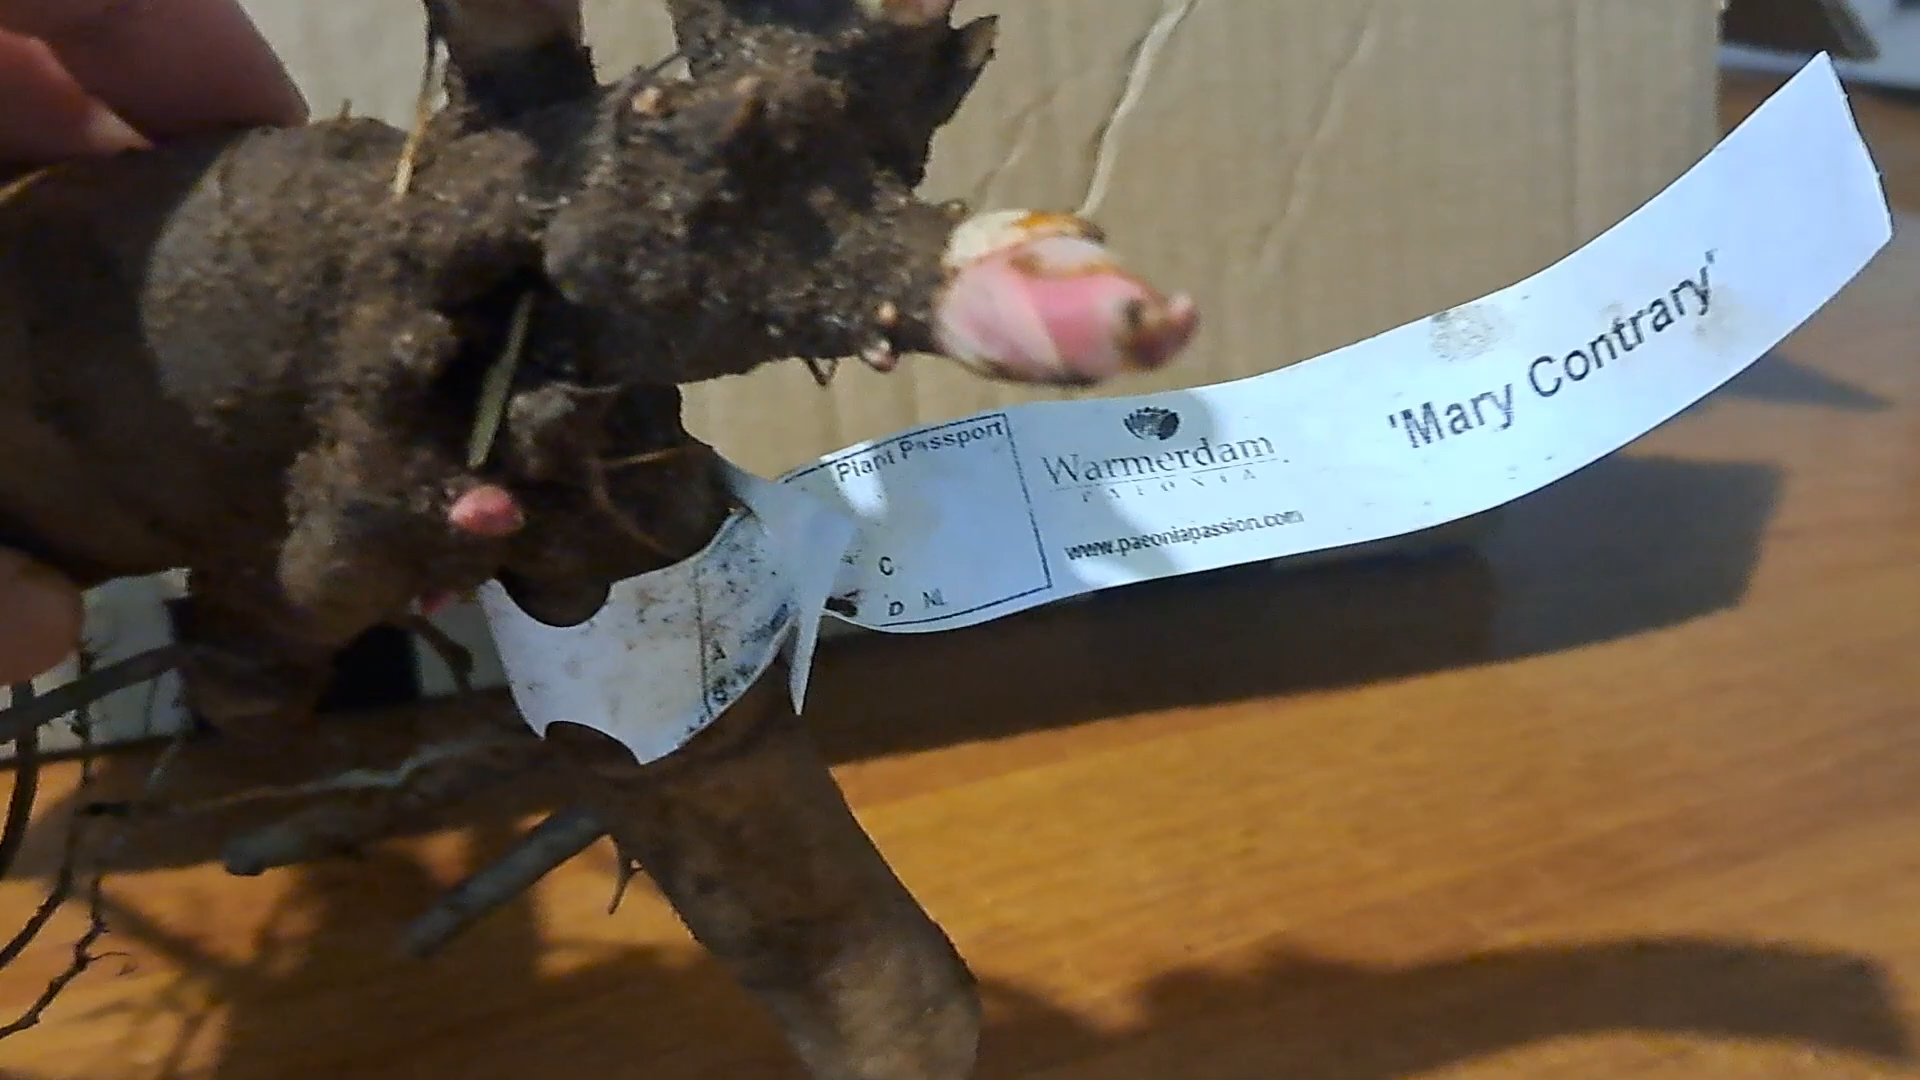 Plant Passport
A
B
C
D NL
Warmerdam
PAEONIA
www.paeoniapassion.com
'Mary Contrary'